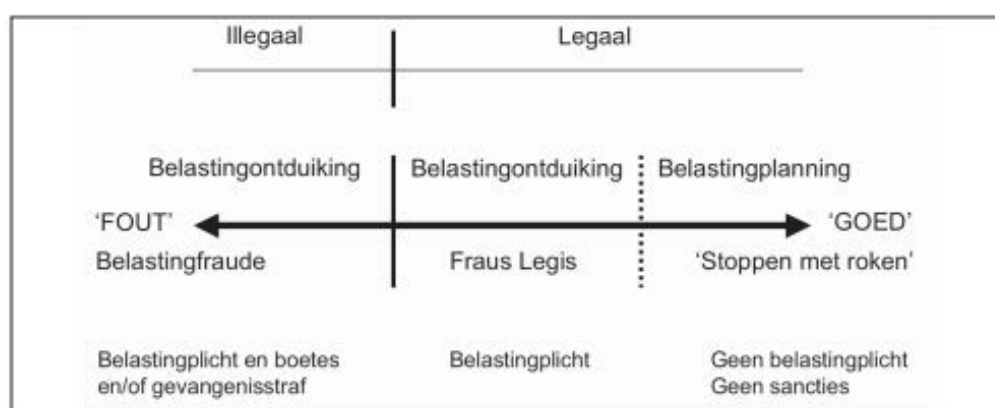 Illegaal Legaal
Belastingontduiking Belastingontduiking Belastingplanning
‘FOUT’ ‘GOED’
Belastingfraude Fraus Legis ‘Stoppen met roken’
Belastingplicht en boetes Belastingplicht Geen belastingplicht
en/of gevangenisstraf Geen sancties